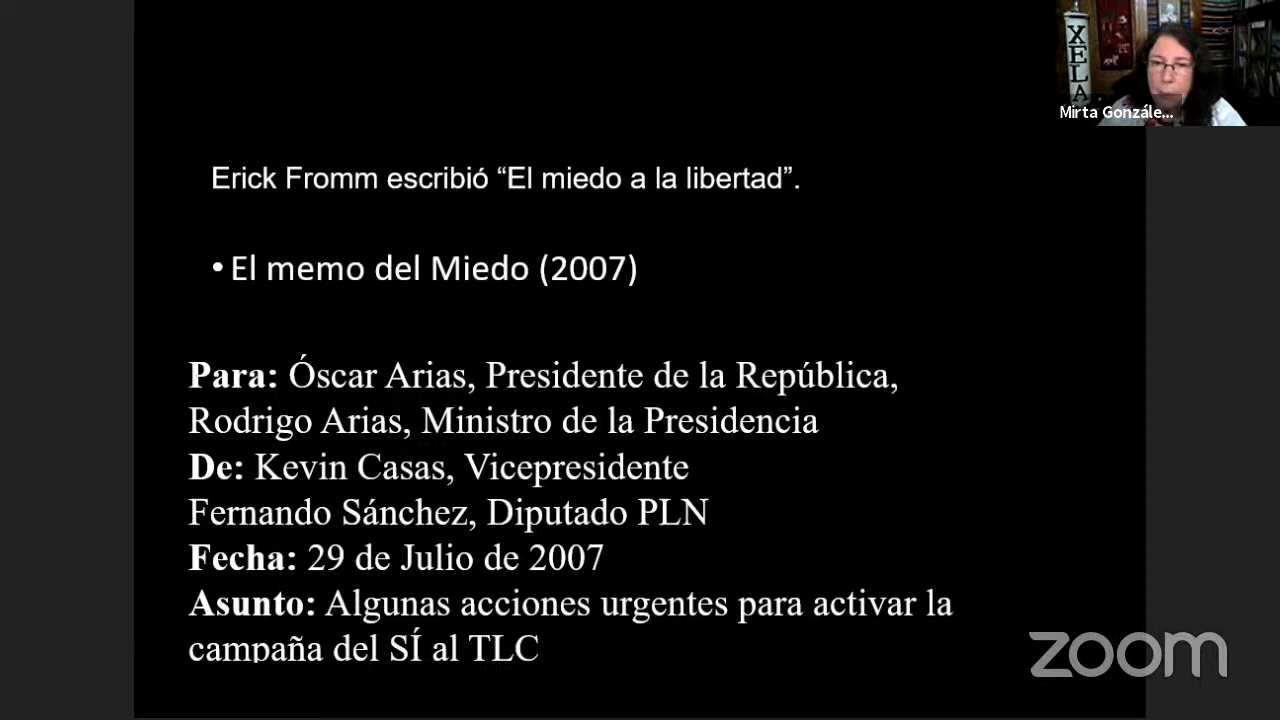 XELA
Mirta Gonzále...
Erick Fromm escribió “El miedo a la libertad”.
• El memo del Miedo (2007)
Para: Óscar Arias, Presidente de la República,
Rodrigo Arias, Ministro de la Presidencia
De: Kevin Casas, Vicepresidente
Fernando Sánchez, Diputado PLN
Fecha: 29 de Julio de 2007
Asunto: Algunas acciones urgentes para activar la
campaña del SÍ al TLC
zoom